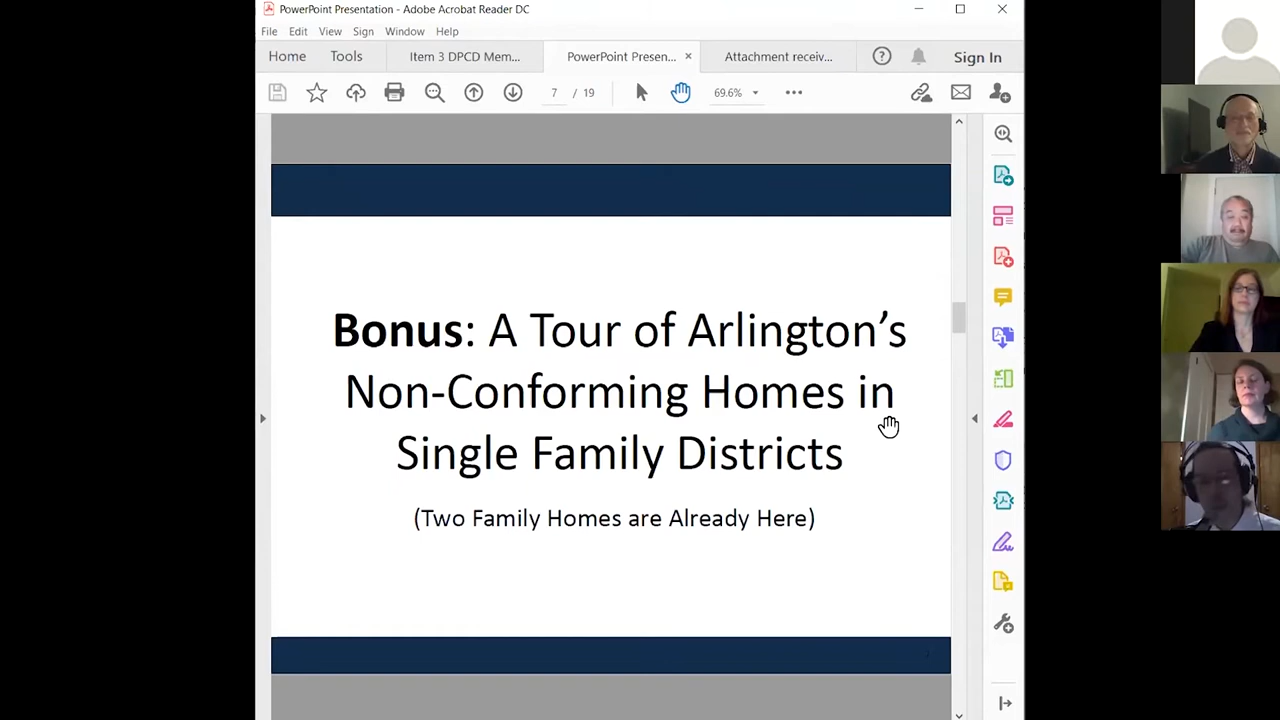 PowerPoint Presentation - Adobe Acrobat Reader DC
File Edit View Sign Window Help
Home Tools Item 3 DPCD Mem... PowerPoint Presen... × Attachment receiv... Sign In
7 / 19 69.6%
Bonus: A Tour of Arlington’s
Non-Conforming Homes in
Single Family Districts
(Two Family Homes are Already Here)